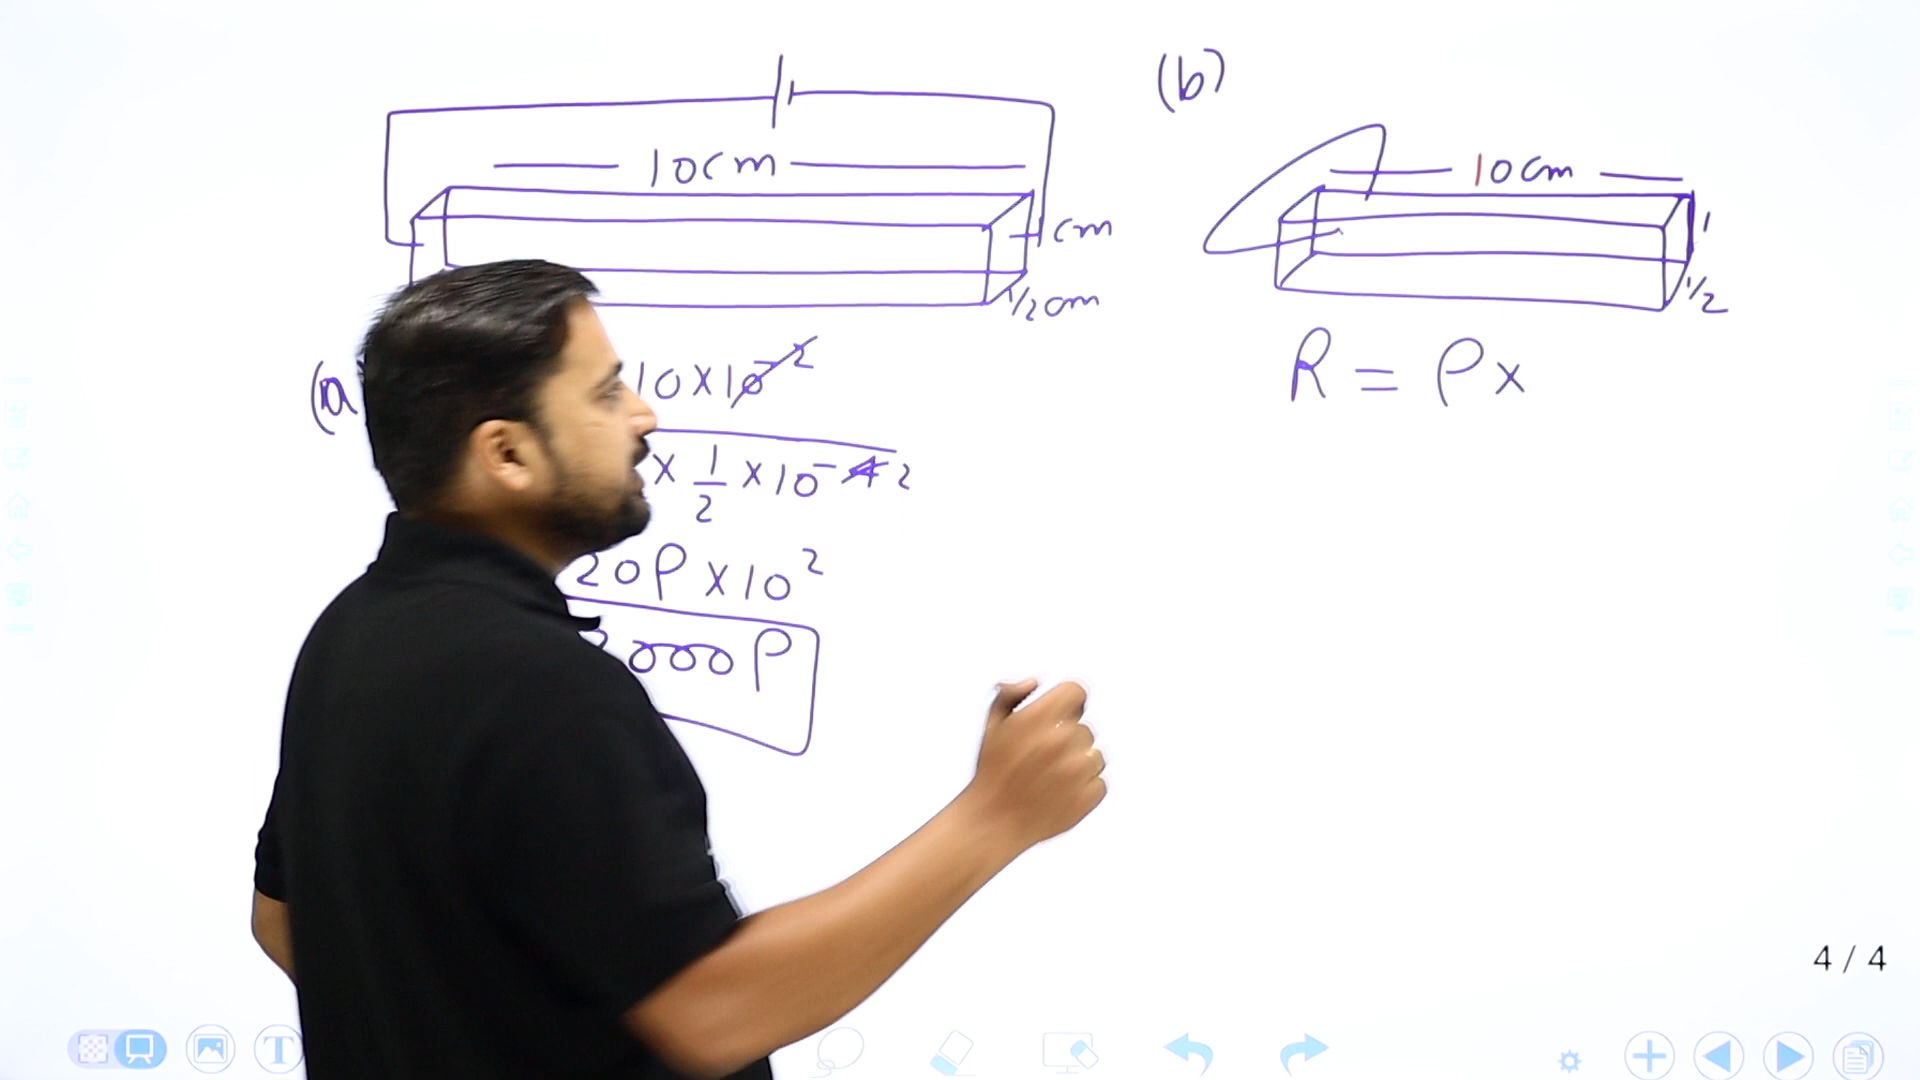 10cm
1cm
1/2cm
(a
10 X 10⁻²
X 1/2 X 10⁻4 2
20ρ X 10²
000ρ
(b)
10cm
1
1/2
R = ρ X
4 / 4
T